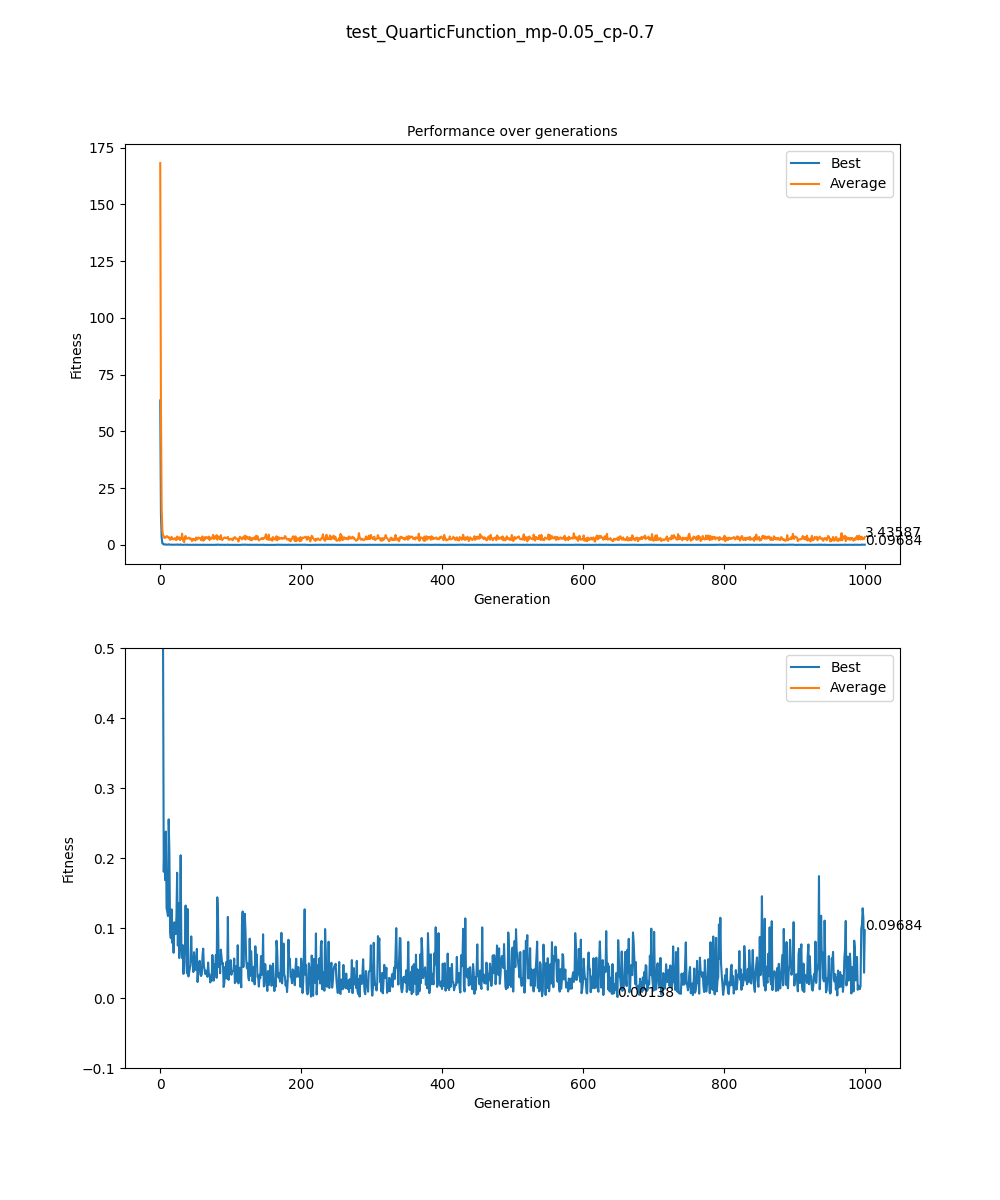 test_QuarticFunction_mp-0.05_cp-0.7
Performance over generations
175
150
125
100
75
50
25
0
Fitness
Best
Average
3.43587
0.09684
0 200 400 600 800 1000
Generation
0.5
0.4
0.3
0.2
0.1
0.0
−0.1
Fitness
Best
Average
0.09684
0.00138
0 200 400 600 800 1000
Generation